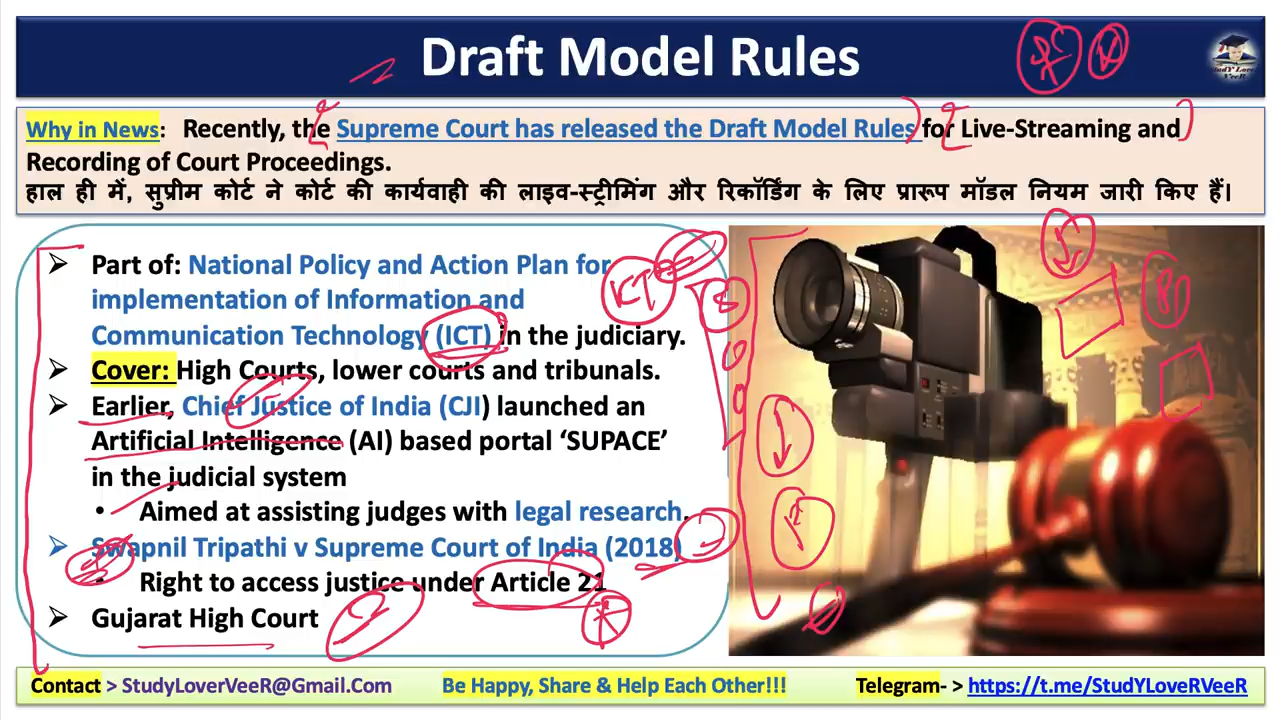 Draft Model Rules
Why in News: Recently, the Supreme Court has released the Draft Model Rules for Live-Streaming and
Recording of Court Proceedings.
हाल ही में, सुप्रीम कोर्ट ने कोर्ट की कार्यवाही की लाइव-स्ट्रीमिंग और रिकॉर्डिंग के लिए प्रारूप मॉडल नियम जारी किए हैं।
➢ Part of: National Policy and Action Plan for
implementation of Information and
Communication Technology (ICT) in the judiciary.
➢ Cover: High Courts, lower courts and tribunals.
➢ Earlier, Chief Justice of India (CJI) launched an
Artificial Intelligence (AI) based portal ‘SUPACE’
in the judicial system
• Aimed at assisting judges with legal research.
➢ Swapnil Tripathi v Supreme Court of India (2018)
• Right to access justice under Article 21
➢ Gujarat High Court
ICT
Contact > StudyLoverVeeR@Gmail.Com
Be Happy, Share & Help Each Other!!!
Telegram- > https://t.me/StudYLoveRVeeR